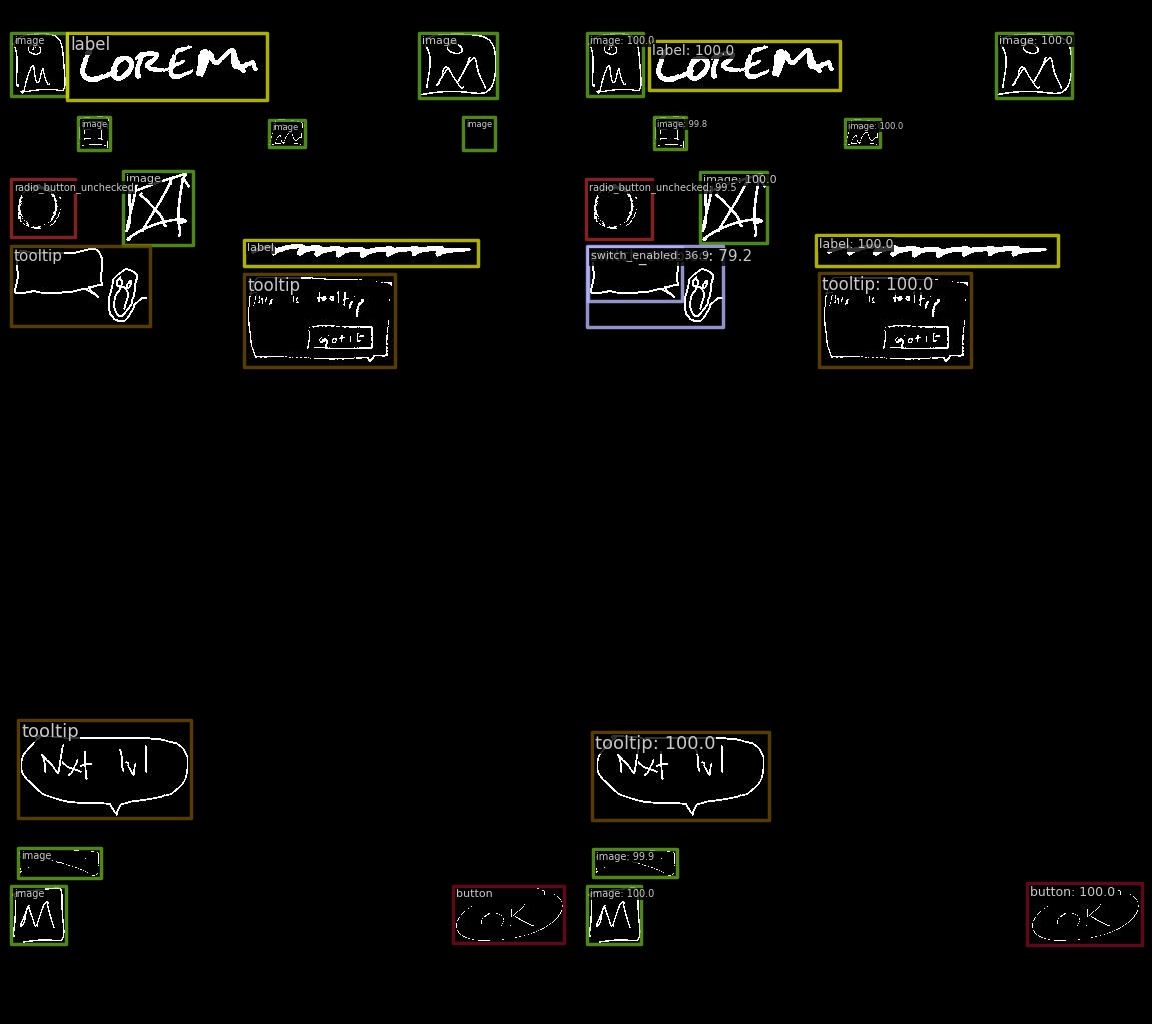 image label image image: 100.0 label: 100.0 image: 100.0
LOREM LOREM
image image image image: 99.8 image: 100.0
radio_button_unchecked image radio_button_unchecked: 99.5 image: 100.0
label label: 100.0
tooltip switch_enabled: 36.9 : 79.2
tooltip tooltip: 100.0
this is tooltip this is tooltip
got it got it
tooltip tooltip: 100.0
Nxt lvl Nxt lvl
image image: 99.9
image button image: 100.0 button: 100.0
OK OK